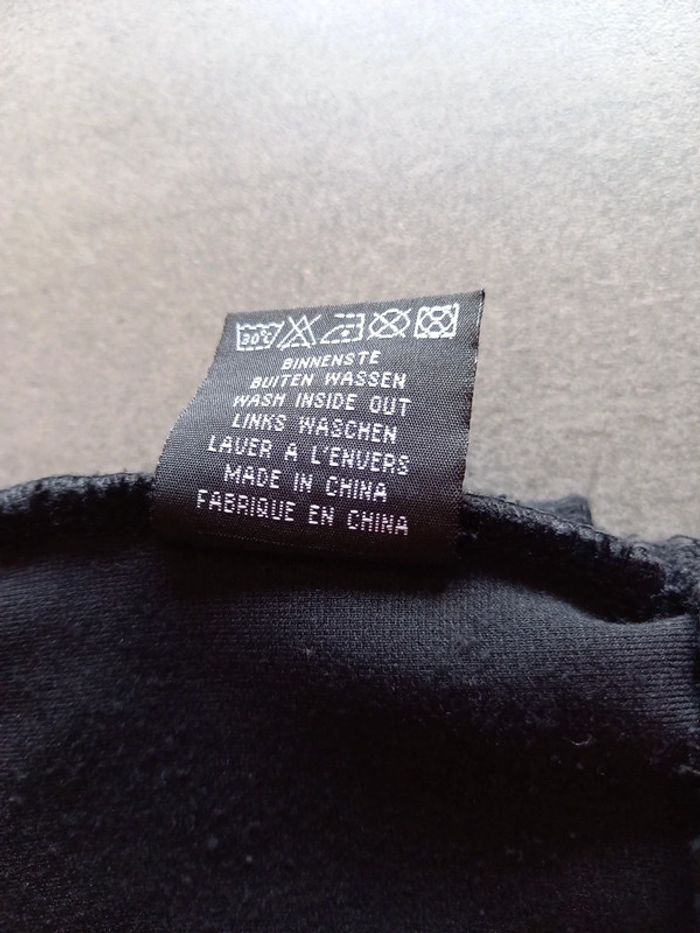 30°C
BINNENSTE
BUITEN WASSEN
WASH INSIDE OUT
LINKS WASCHEN
LAVER A L'ENVERS
MADE IN CHINA
FABRIQUE EN CHINA